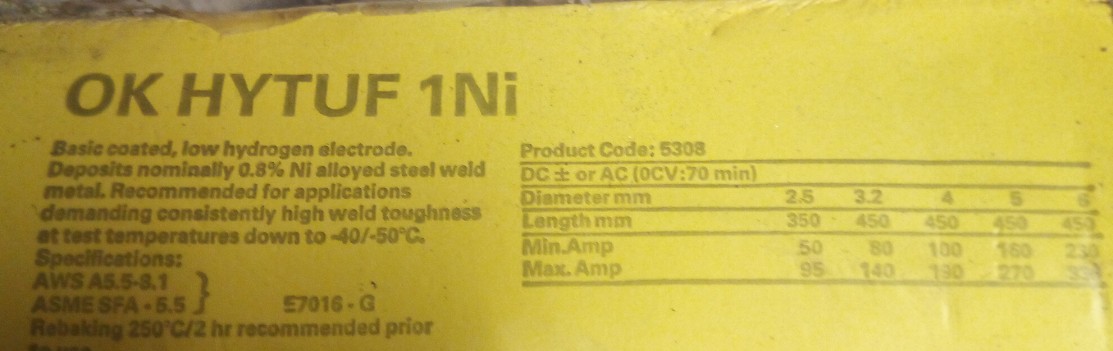 OK HYTUF 1Ni
Basic coated, low hydrogen electrode.
Deposits nominally 0.8% Ni alloyed steel weld
metal. Recommended for applications
demanding consistently high weld toughness
at test temperatures down to -40/-50°C.
Specifications:
AWS A5.5-8.1
ASME SFA - 5.5 } E7016 - G
Rebaking 250°C/2 hr recommended prior
to use
Product Code: 5308
DC ± or AC (0CV:70 min)
Diameter mm 2.5 3.2 4 5 6
Length mm 350 450 450 450 450
Min.Amp 50 80 100 160
Max. Amp 95 140 190 270